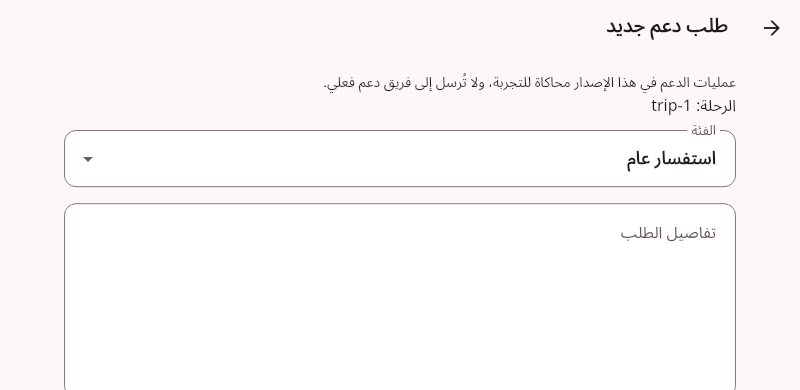 طلب دعم جديد
عمليات الدعم في هذا الإصدار محاكاة للتجربة، ولا تُرسل إلى فريق دعم فعلي.
الرحلة: trip-1
الفئة
استفسار عام
تفاصيل الطلب